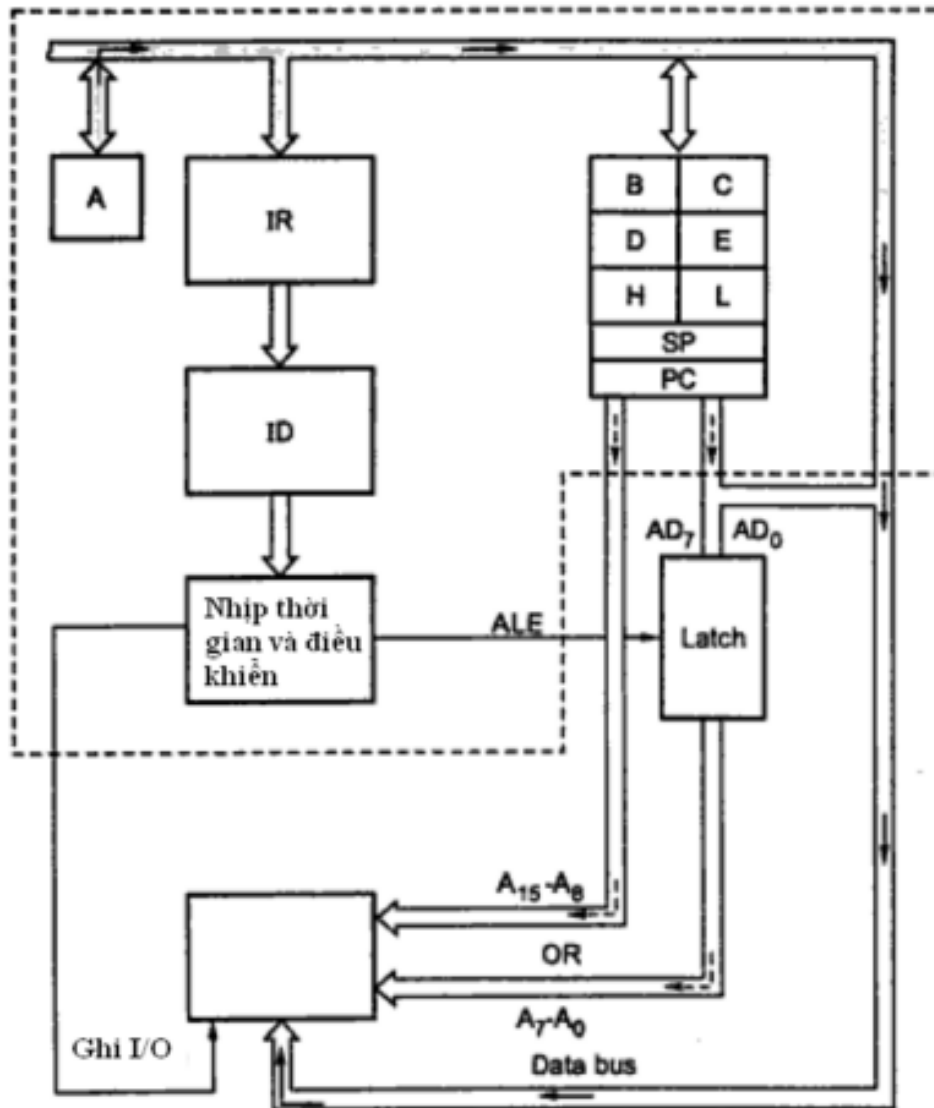 A
IR
B C
D E
H L
SP
PC
ID
AD7 AD0
Nhịp thời
gian và điều
khiễn
ALE
Latch
A15-A8
OR
A7-A0
Ghi I/O
Data bus